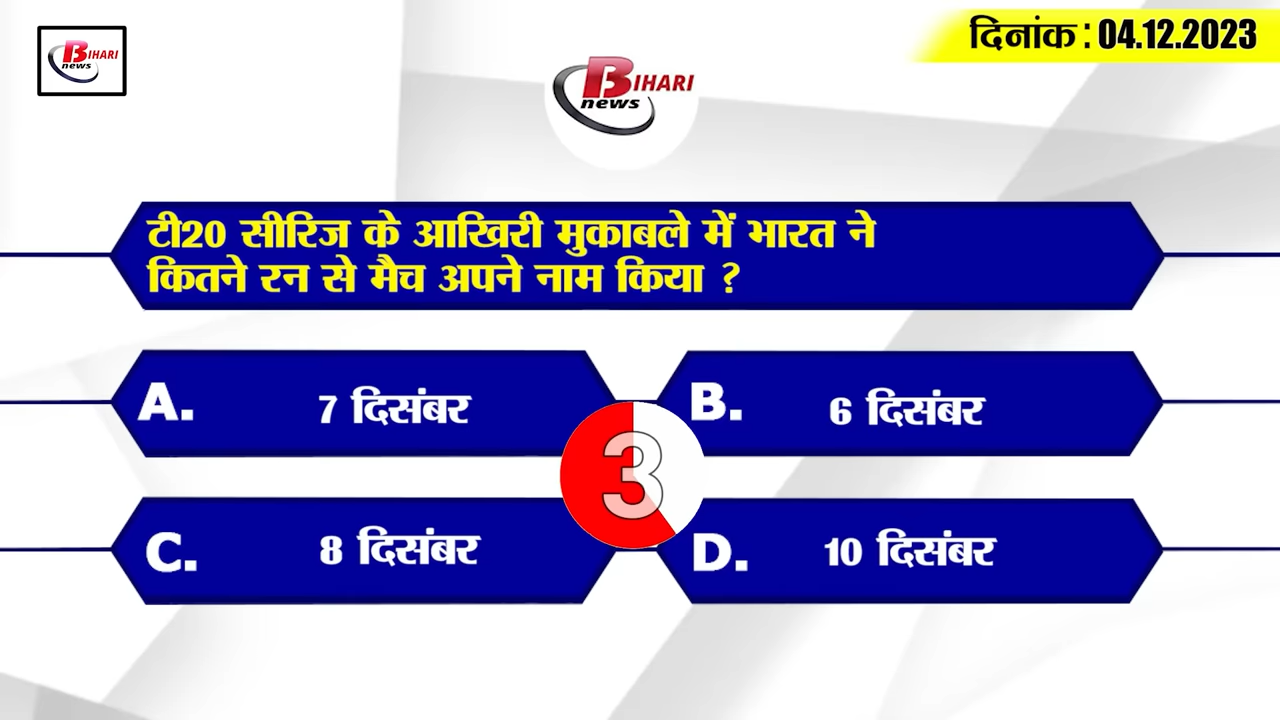 BIHARI
news
दिनांक : 04.12.2023
BIHARI
news
टी20 सीरिज के आखिरी मुकाबले में भारत ने
कितने रन से मैच अपने नाम किया ?
A. 7 दिसंबर
B. 6 दिसंबर
3
C. 8 दिसंबर
D. 10 दिसंबर